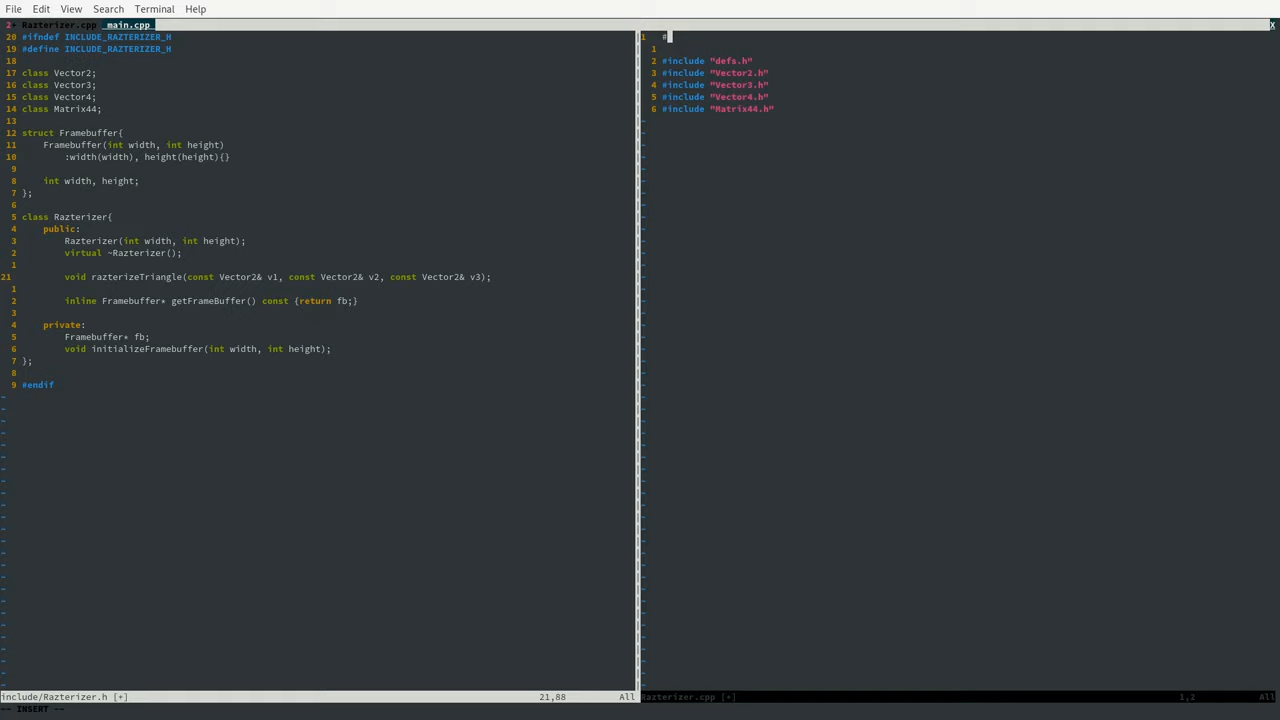 File Edit View Search Terminal Help
2+ Razterizer.cpp main.cpp X
20 #ifndef INCLUDE_RAZTERIZER_H
19 #define INCLUDE_RAZTERIZER_H
18
17 class Vector2;
16 class Vector3;
15 class Vector4;
14 class Matrix44;
13
12 struct Framebuffer{
11 Framebuffer(int width, int height)
10 :width(width), height(height){}
9
8 int width, height;
7 };
6
5 class Razterizer{
4 public:
3 Razterizer(int width, int height);
2 virtual ~Razterizer();
1
21 void razterizeTriangle(const Vector2& v1, const Vector2& v2, const Vector2& v3);
1
2 inline Framebuffer* getFrameBuffer() const {return fb;}
3
4 private:
5 Framebuffer* fb;
6 void initializeFramebuffer(int width, int height);
7 };
8
9 #endif
include/Razterizer.h [+] 21,88 All
-- INSERT --
1 #
1
2 #include "defs.h"
3 #include "Vector2.h"
4 #include "Vector3.h"
5 #include "Vector4.h"
6 #include "Matrix44.h"
Razterizer.cpp [+] 1,2 All